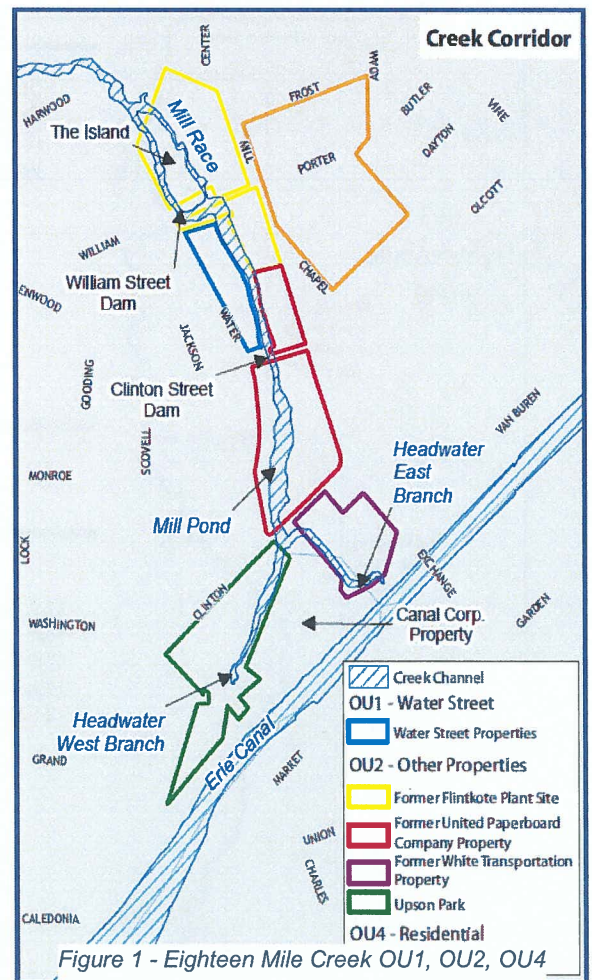 Creek Corridor
CENTER
ADAM
HARWOOD
FROST
BUTLER
VINE
The Island
Mill Race
MILL
PORTER
DAYTON
OLCOTT
WILLIAM
William Street
Dam
CHAPEL
ENWOOD
WATER
JACKSON
GOODING
Clinton Street
Dam
SCOVELL
VAN BUREN
MONROE
Headwater
East
Branch
Mill Pond
LOCK
EXCHANGE
CLINTON
WASHINGTON
GARDEN
Canal Corp.
Property
Headwater
West Branch
Erie Canal
GRAND
MARKET
UNION
CHARLES
CALEDONIA
Creek Channel
OU1 - Water Street
Water Street Properties
OU2 - Other Properties
Former Flintkote Plant Site
Former United Paperboard
Company Property
Former White Transportation
Property
Upson Park
OU4 - Residential
Figure 1 - Eighteen Mile Creek OU1, OU2, OU4